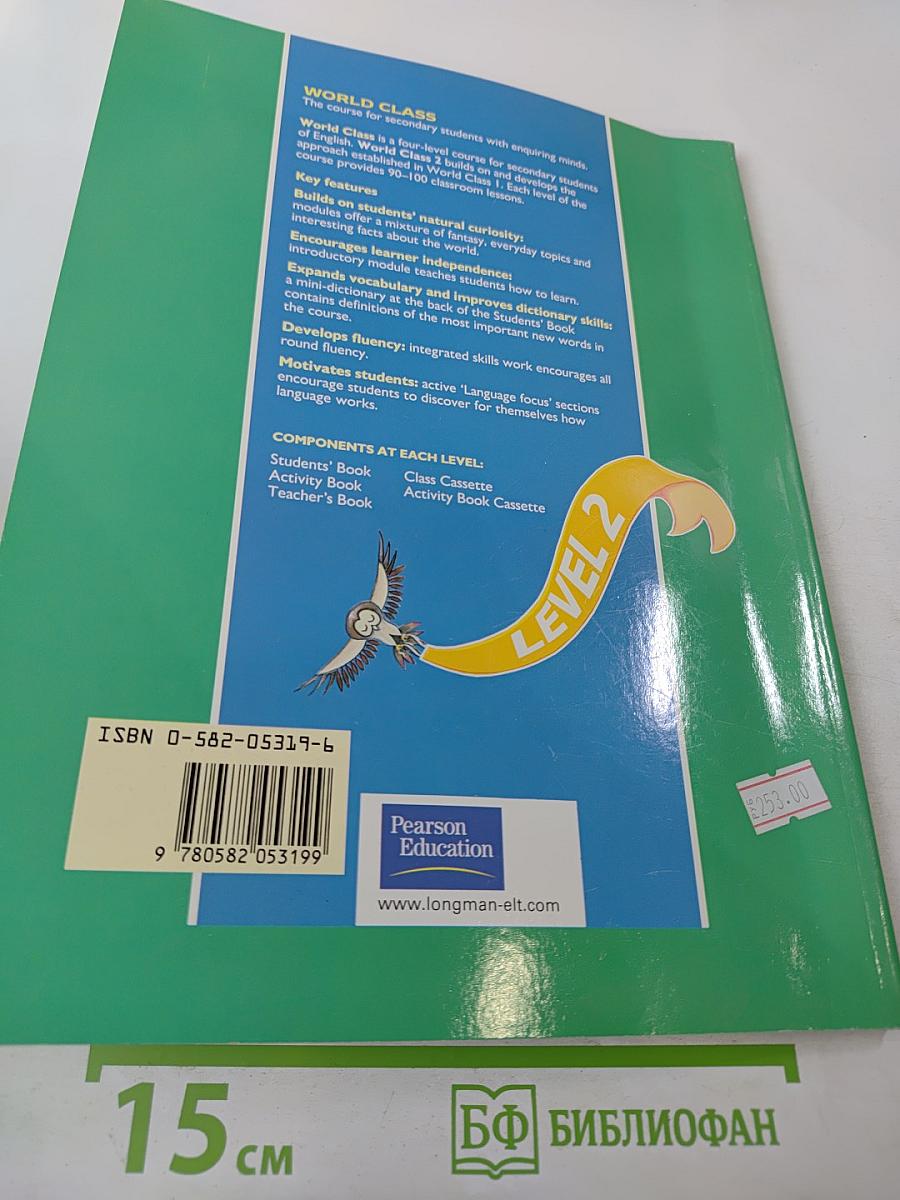 WORLD CLASS
The course for secondary students with enquiring minds.
World Class is a four-level course for secondary students
of English. World Class 2 builds on and develops the
approach established in World Class 1. Each level of the
course provides 90–100 classroom lessons.
Key features
Builds on students' natural curiosity:
modules offer a mixture of fantasy, everyday topics and
interesting facts about the world.
Encourages learner independence:
introductory module teaches students how to learn.
Expands vocabulary and improves dictionary skills:
a mini-dictionary at the back of the Students' Book
contains definitions of the most important new words in
the course.
Develops fluency: integrated skills work encourages all
round fluency.
Motivates students: active 'Language focus' sections
encourage students to discover for themselves how
language works.
COMPONENTS AT EACH LEVEL:
Students' Book
Activity Book
Teacher's Book
Class Cassette
Activity Book Cassette
LEVEL 2
ISBN 0-582-05319-6
9 780582 053199
Pearson
Education
www.longman-elt.com
руб
253.00
15 см
БФ БИБЛИОФАН